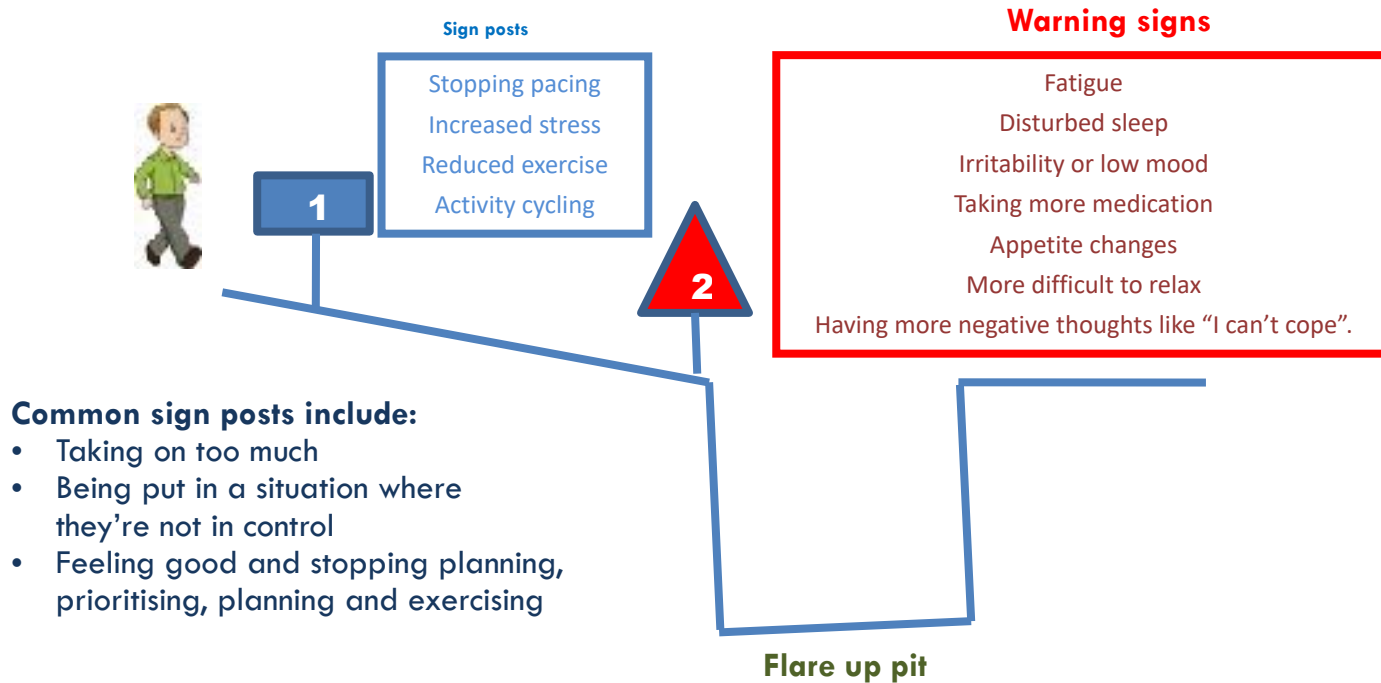 Sign posts
Stopping pacing
Increased stress
Reduced exercise
Activity cycling
1
Warning signs
Fatigue
Disturbed sleep
Irritability or low mood
Taking more medication
Appetite changes
More difficult to relax
Having more negative thoughts like “I can’t cope”.
2
Common sign posts include:
• Taking on too much
• Being put in a situation where
they’re not in control
• Feeling good and stopping planning,
prioritising, planning and exercising
Flare up pit